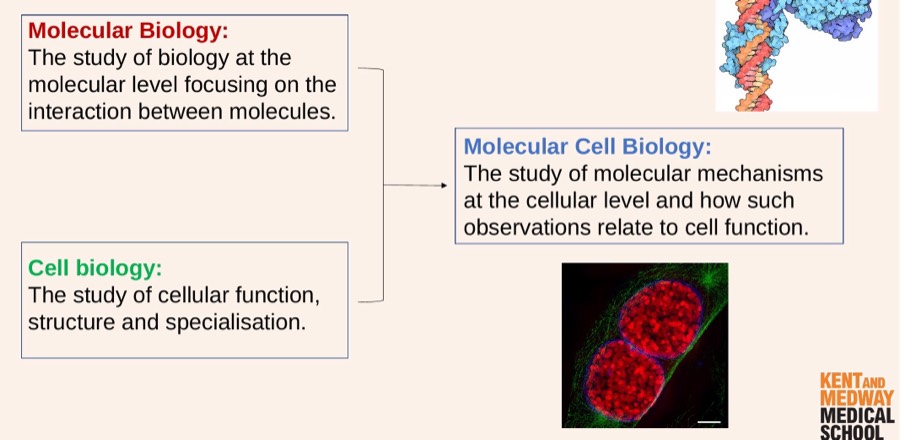 Molecular Biology:
The study of biology at the
molecular level focusing on the
interaction between molecules.
Molecular Cell Biology:
The study of molecular mechanisms
at the cellular level and how such
observations relate to cell function.
Cell biology:
The study of cellular function,
structure and specialisation.
KENT AND
MEDWAY
MEDICAL
SCHOOL